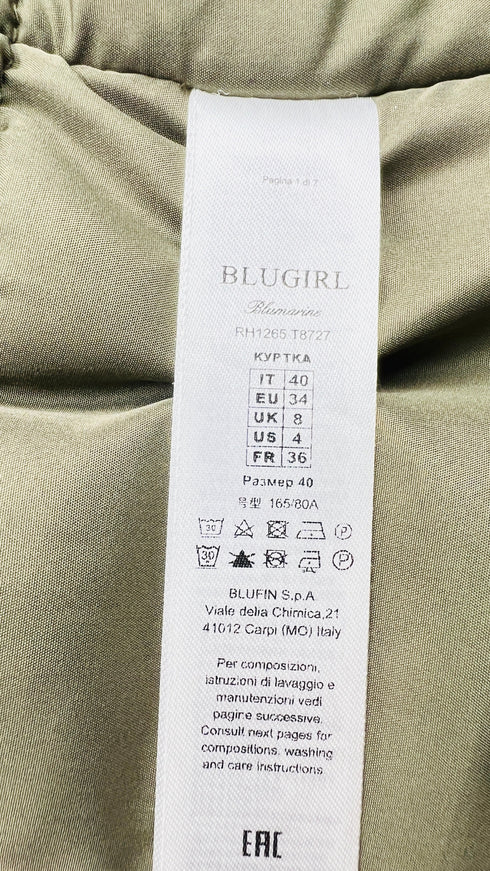 Pagina 1 di 7
BLUGIRL
Blumarine
RH1265 T8727
КУРТКА
IT 40
EU 34
UK 8
US 4
FR 36
Размер 40
号型 165/80A
30 P
30 P
BLUFIN S.p.A.
Viale della Chimica,21
41012 Carpi (MO) Italy
Per composizioni,
istruzioni di lavaggio e
manutenzioni vedi
pagine successive.
Consult next pages for
compositions, washing
and care instructions
EAC